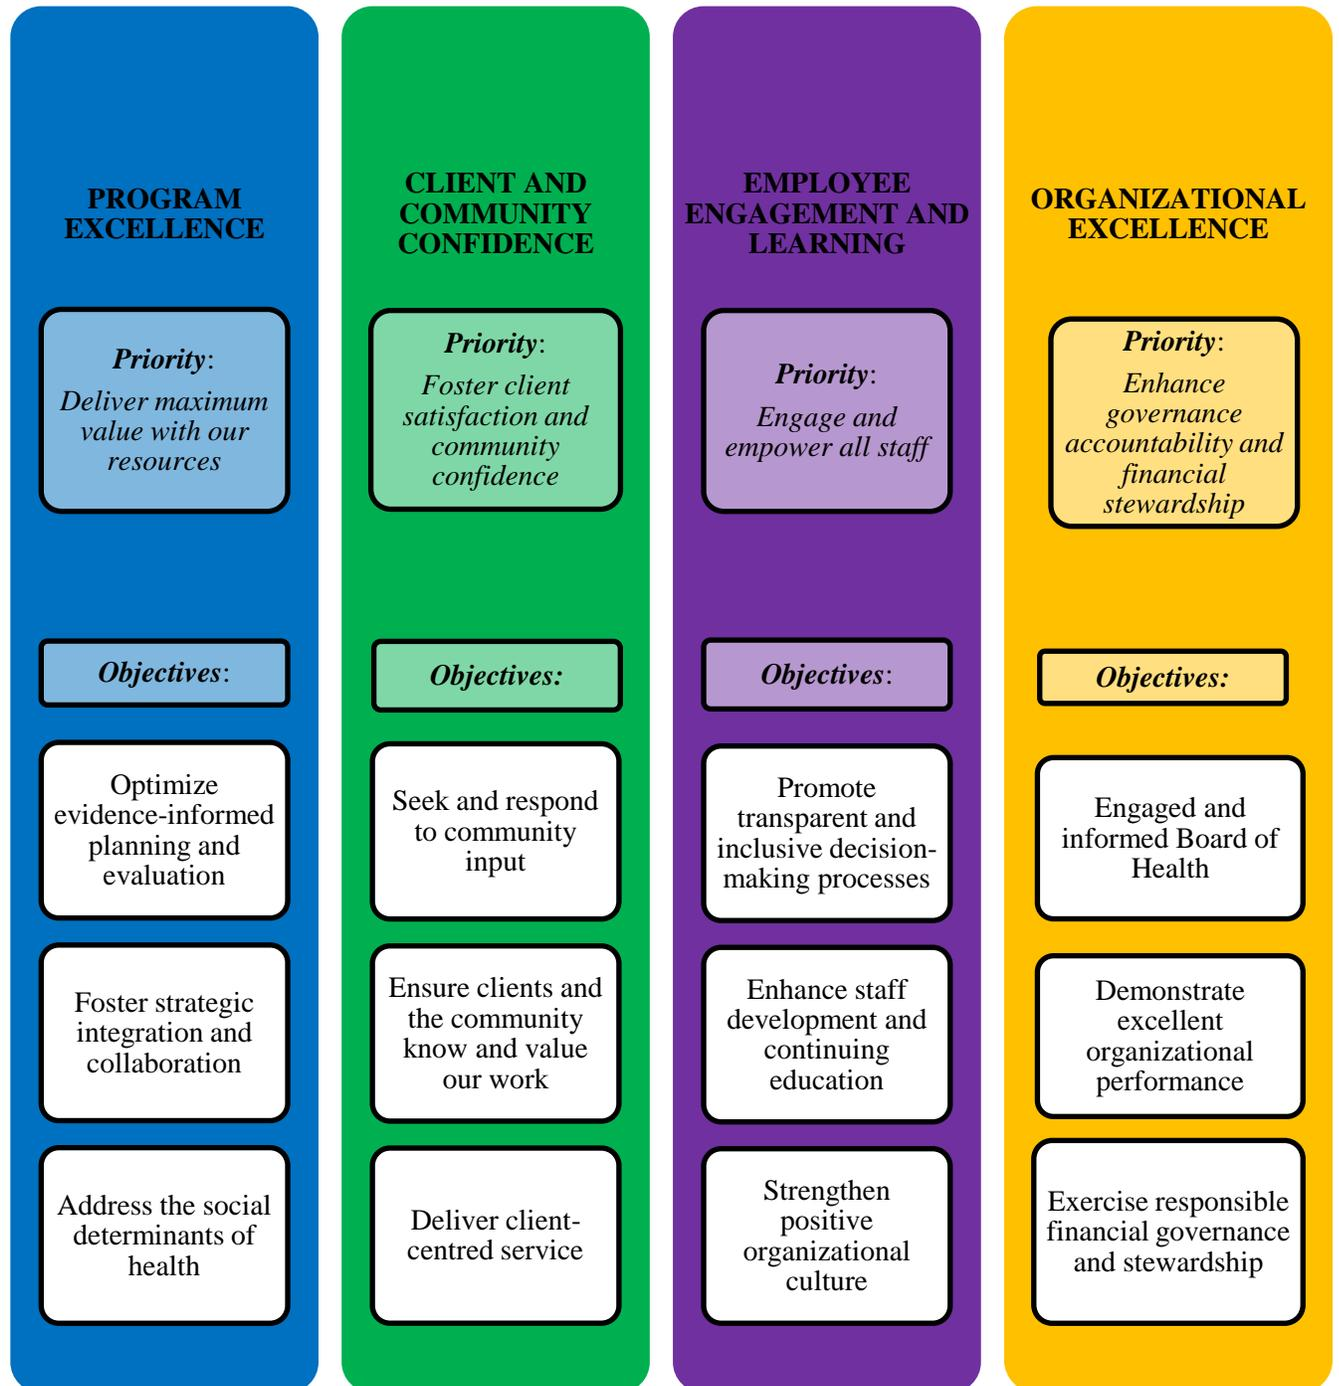 PROGRAM
EXCELLENCE
Priority:
Deliver maximum
value with our
resources
Objectives:
Optimize
evidence-informed
planning and
evaluation
Foster strategic
integration and
collaboration
Address the social
determinants of
health
CLIENT AND
COMMUNITY
CONFIDENCE
Priority:
Foster client
satisfaction and
community
confidence
Objectives:
Seek and respond
to community
input
Ensure clients and
the community
know and value
our work
Deliver client-
centred service
EMPLOYEE
ENGAGEMENT AND
LEARNING
Priority:
Engage and
empower all staff
Objectives:
Promote
transparent and
inclusive decision-
making processes
Enhance staff
development and
continuing
education
Strengthen
positive
organizational
culture
ORGANIZATIONAL
EXCELLENCE
Priority:
Enhance
governance
accountability and
financial
stewardship
Objectives:
Engaged and
informed Board of
Health
Demonstrate
excellent
organizational
performance
Exercise responsible
financial governance
and stewardship